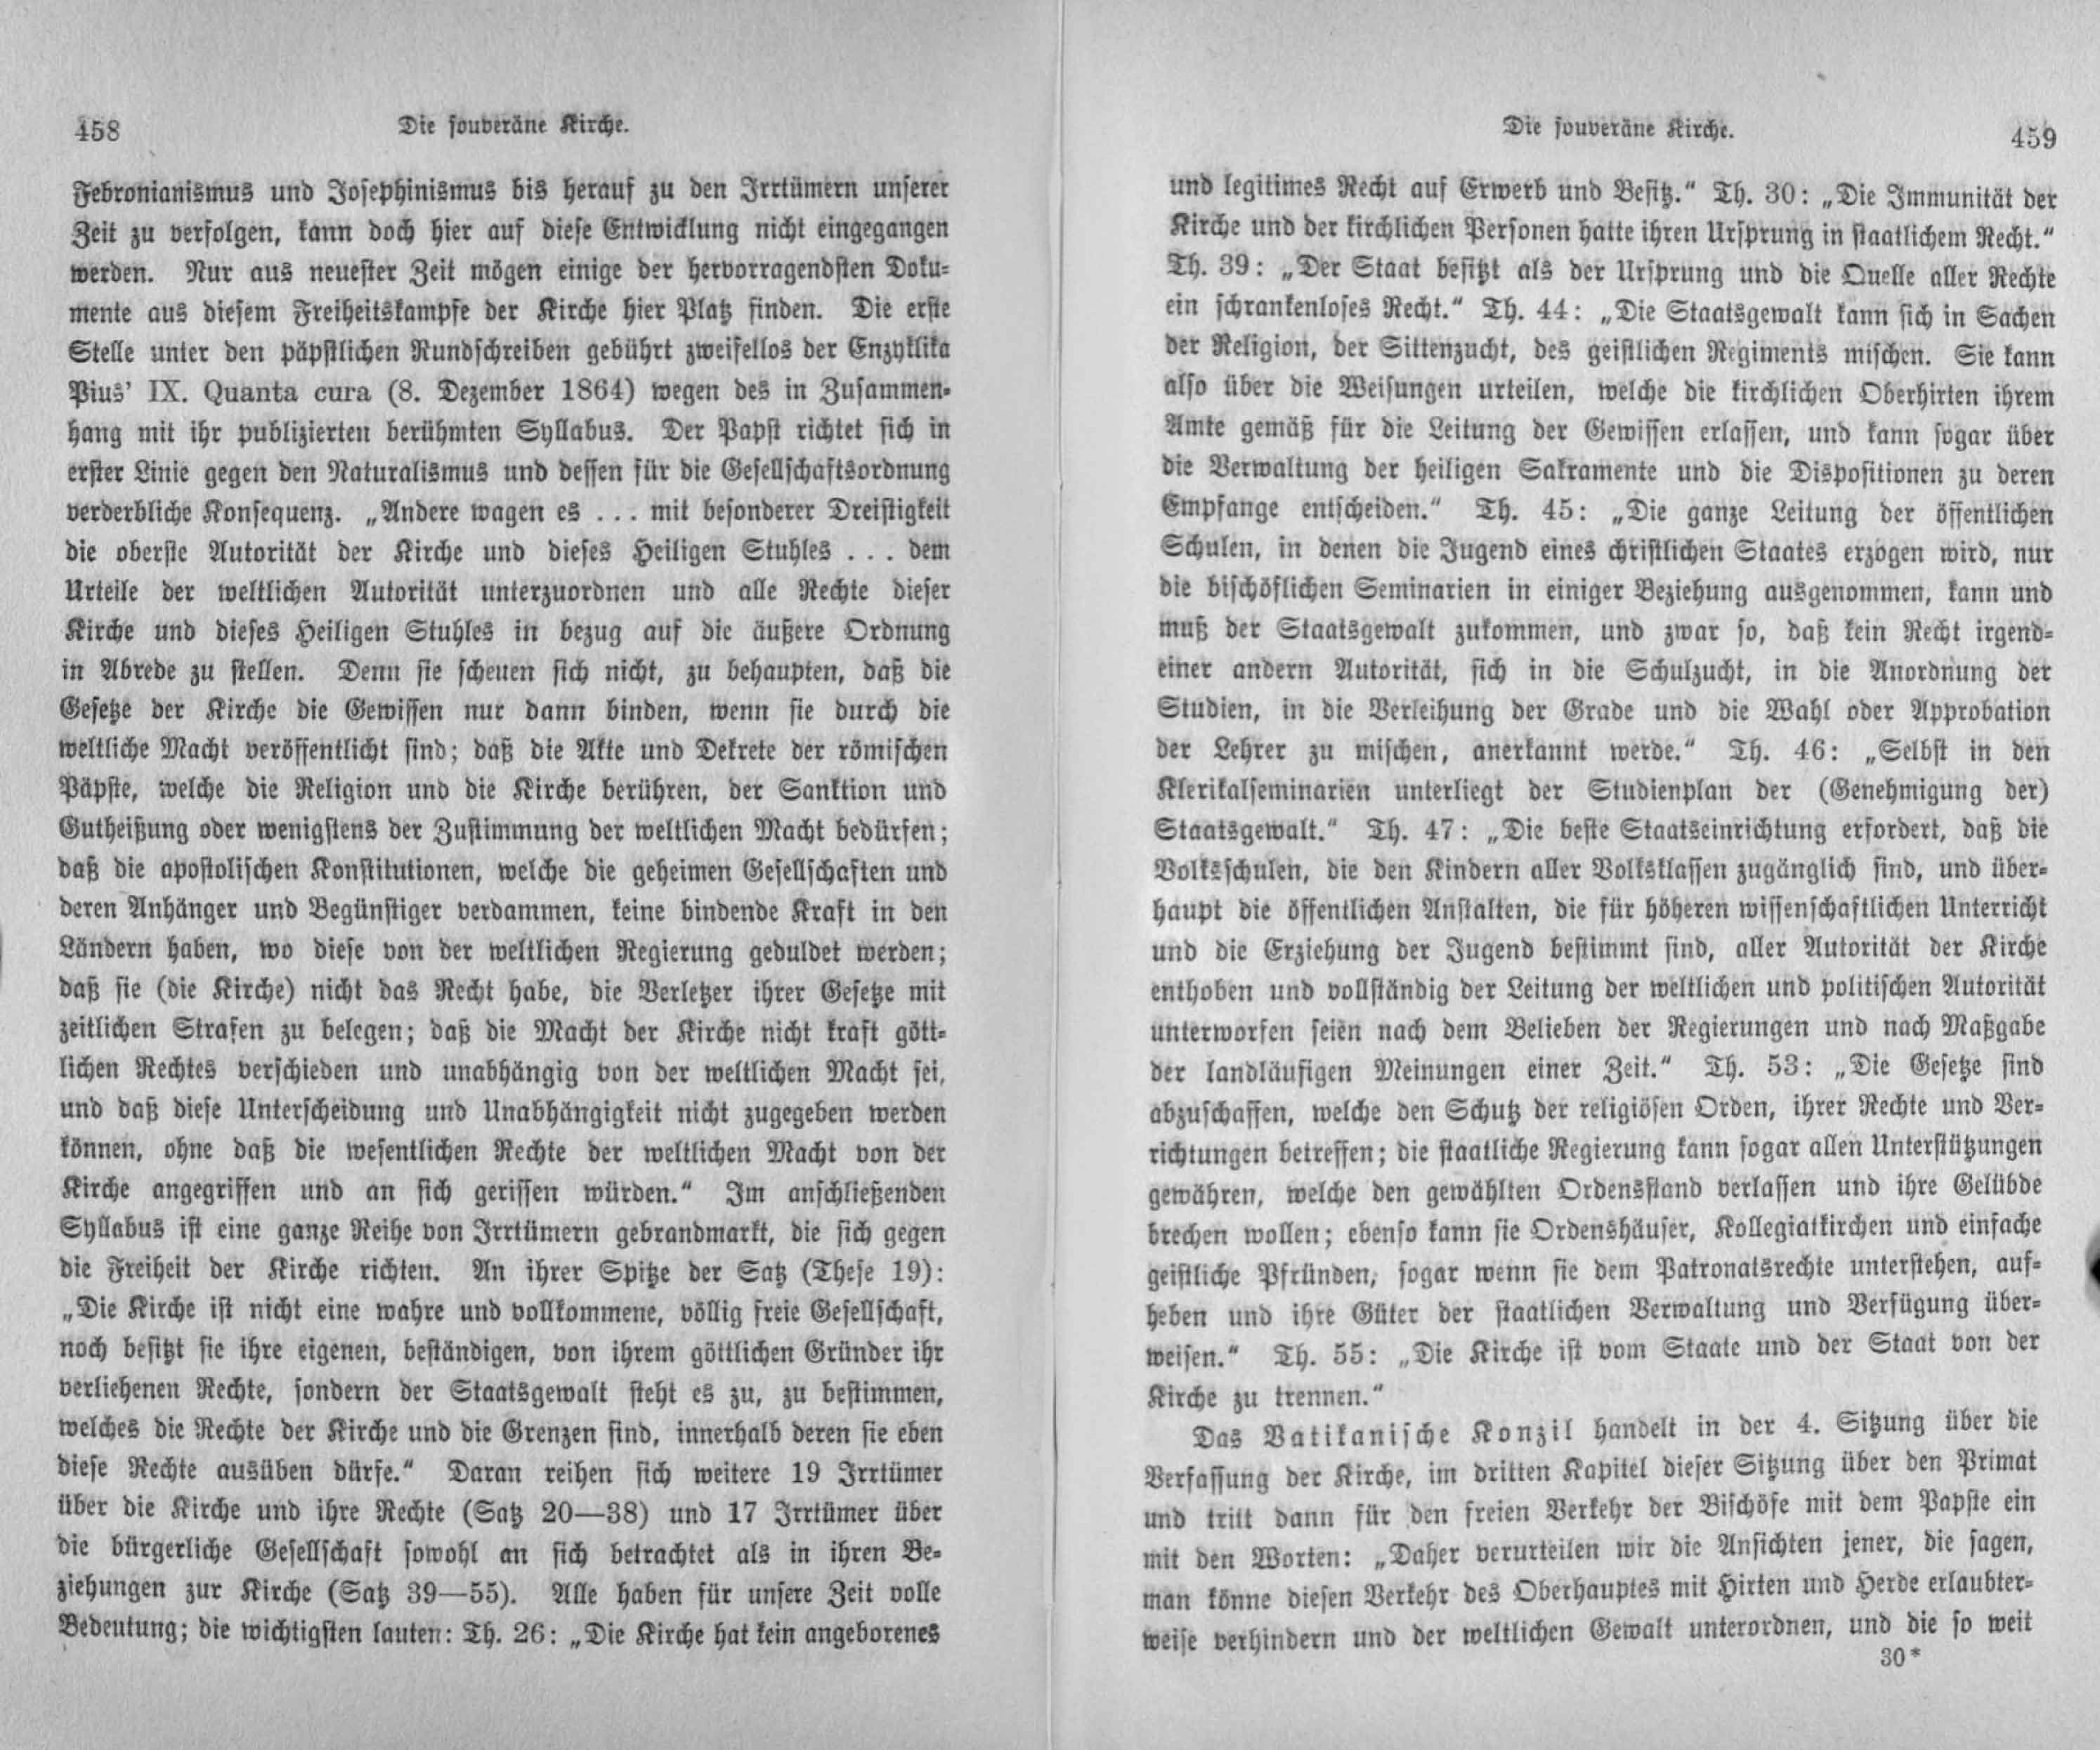 458
Die souveräne Kirche.
Febronianismus und Josephinismus bis herauf zu den Irrtümern unserer
Zeit zu verfolgen, kann doch hier auf diese Entwicklung nicht eingegangen
werden. Nur aus neuester Zeit mögen einige der hervorragendsten Doku-
mente aus diesem Freiheitskampfe der Kirche hier Platz finden. Die erste
Stelle unter den päpstlichen Rundschreiben gebührt zweifellos der Enzyklika
Pius' IX. Quanta cura (8. Dezember 1864) wegen des in Zusammen-
hang mit ihr publizierten berühmten Syllabus. Der Papst richtet sich in
erster Linie gegen den Naturalismus und dessen für die Gesellschaftsordnung
verderbliche Konsequenz. „Andere wagen es ... mit besonderer Dreistigkeit
die oberste Autorität der Kirche und dieses Heiligen Stuhles ... dem
Urteile der weltlichen Autorität unterzuordnen und alle Rechte dieser
Kirche und dieses Heiligen Stuhles in bezug auf die äußere Ordnung
in Abrede zu stellen. Denn sie scheuen sich nicht, zu behaupten, daß die
Gesetze der Kirche die Gewissen nur dann binden, wenn sie durch die
weltliche Macht veröffentlicht sind; daß die Akte und Dekrete der römischen
Päpste, welche die Religion und die Kirche berühren, der Sanktion und
Gutheißung oder wenigstens der Zustimmung der weltlichen Macht bedürfen;
daß die apostolischen Konstitutionen, welche die geheimen Gesellschaften und
deren Anhänger und Begünstiger verdammen, keine bindende Kraft in den
Ländern haben, wo diese von der weltlichen Regierung geduldet werden;
daß sie (die Kirche) nicht das Recht habe, die Verletzer ihrer Gesetze mit
zeitlichen Strafen zu belegen; daß die Macht der Kirche nicht kraft gött-
lichen Rechtes verschieden und unabhängig von der weltlichen Macht sei,
und daß diese Unterscheidung und Unabhängigkeit nicht zugegeben werden
können, ohne daß die wesentlichen Rechte der weltlichen Macht von der
Kirche angegriffen und an sich gerissen würden.“ Im anschließenden
Syllabus ist eine ganze Reihe von Irrtümern gebrandmarkt, die sich gegen
die Freiheit der Kirche richten. An ihrer Spitze der Satz (These 19):
„Die Kirche ist nicht eine wahre und vollkommene, völlig freie Gesellschaft,
noch besitzt sie ihre eigenen, beständigen, von ihrem göttlichen Gründer ihr
verliehenen Rechte, sondern der Staatsgewalt steht es zu, zu bestimmen,
welches die Rechte der Kirche und die Grenzen sind, innerhalb deren sie eben
diese Rechte ausüben dürfe.“ Daran reihen sich weitere 19 Irrtümer
über die Kirche und ihre Rechte (Satz 20—38) und 17 Irrtümer über
die bürgerliche Gesellschaft sowohl an sich betrachtet als in ihren Be-
ziehungen zur Kirche (Satz 39—55). Alle haben für unsere Zeit volle
Bedeutung; die wichtigsten lauten: Th. 26: „Die Kirche hat kein angeborenes
Die souveräne Kirche.
459
und legitimes Recht auf Erwerb und Besitz.“ Th. 30: „Die Immunität der
Kirche und der kirchlichen Personen hatte ihren Ursprung in staatlichem Recht.“
Th. 39: „Der Staat besitzt als der Ursprung und die Quelle aller Rechte
ein schrankenloses Recht.“ Th. 44: „Die Staatsgewalt kann sich in Sachen
der Religion, der Sittenzucht, des geistlichen Regiments mischen. Sie kann
also über die Weisungen urteilen, welche die kirchlichen Oberhirten ihrem
Amte gemäß für die Leitung der Gewissen erlassen, und kann sogar über
die Verwaltung der heiligen Sakramente und die Dispositionen zu deren
Empfange entscheiden.“ Th. 45: „Die ganze Leitung der öffentlichen
Schulen, in denen die Jugend eines christlichen Staates erzogen wird, nur
die bischöflichen Seminarien in einiger Beziehung ausgenommen, kann und
muß der Staatsgewalt zukommen, und zwar so, daß kein Recht irgend-
einer andern Autorität, sich in die Schulzucht, in die Anordnung der
Studien, in die Verleihung der Grade und die Wahl oder Approbation
der Lehrer zu mischen, anerkannt werde.“ Th. 46: „Selbst in den
Klerikalseminarien unterliegt der Studienplan der (Genehmigung der)
Staatsgewalt.“ Th. 47: „Die beste Staatseinrichtung erfordert, daß die
Volksschulen, die den Kindern aller Volksklassen zugänglich sind, und über-
haupt die öffentlichen Anstalten, die für höheren wissenschaftlichen Unterricht
und die Erziehung der Jugend bestimmt sind, aller Autorität der Kirche
enthoben und vollständig der Leitung der weltlichen und politischen Autorität
unterworfen seien nach dem Belieben der Regierungen und nach Maßgabe
der landläufigen Meinungen einer Zeit.“ Th. 53: „Die Gesetze sind
abzuschaffen, welche den Schutz der religiösen Orden, ihrer Rechte und Ver-
richtungen betreffen; die staatliche Regierung kann sogar allen Unterstützungen
gewähren, welche den gewählten Ordensstand verlassen und ihre Gelübde
brechen wollen; ebenso kann sie Ordenshäuser, Kollegiatkirchen und einfache
geistliche Pfründen, sogar wenn sie dem Patronatsrechte unterstehen, auf-
heben und ihre Güter der staatlichen Verwaltung und Verfügung über-
weisen.“ Th. 55: „Die Kirche ist vom Staate und der Staat von der
Kirche zu trennen.“
Das Vatikanische Konzil handelt in der 4. Sitzung über die
Verfassung der Kirche, im dritten Kapitel dieser Sitzung über den Primat
und tritt dann für den freien Verkehr der Bischöfe mit dem Papste ein
mit den Worten: „Daher verurteilen wir die Ansichten jener, die sagen,
man könne diesen Verkehr des Oberhauptes mit Hirten und Herde erlaubter-
weise verhindern und der weltlichen Gewalt unterordnen, und die so weit
30*